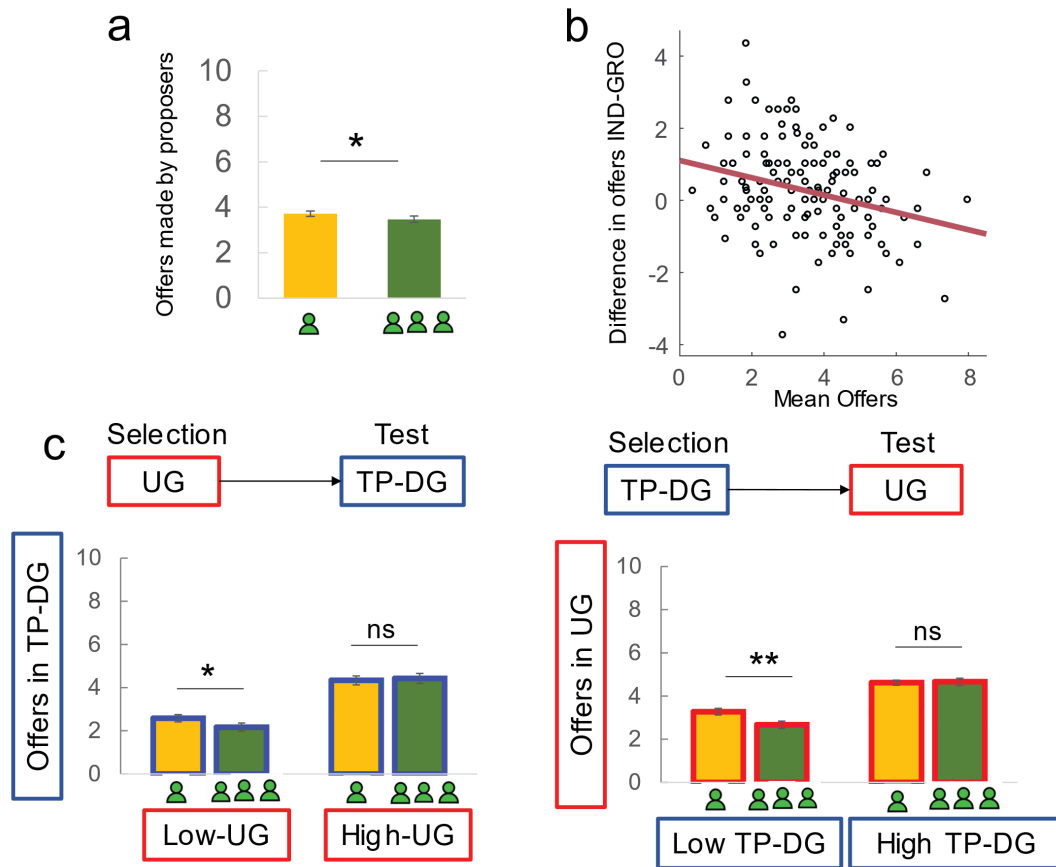 a
Offers made by proposers
10
8
6
4
2
0
*
b
Difference in offers IND-GRO
4
2
0
-2
-4
0 2 4 6 8
Mean Offers
c
Selection Test
UG TP-DG
Offers in TP-DG
10
8
6
4
2
0
*
ns
Low-UG High-UG
Selection Test
TP-DG UG
Offers in UG
10
8
6
4
2
0
**
ns
Low TP-DG High TP-DG